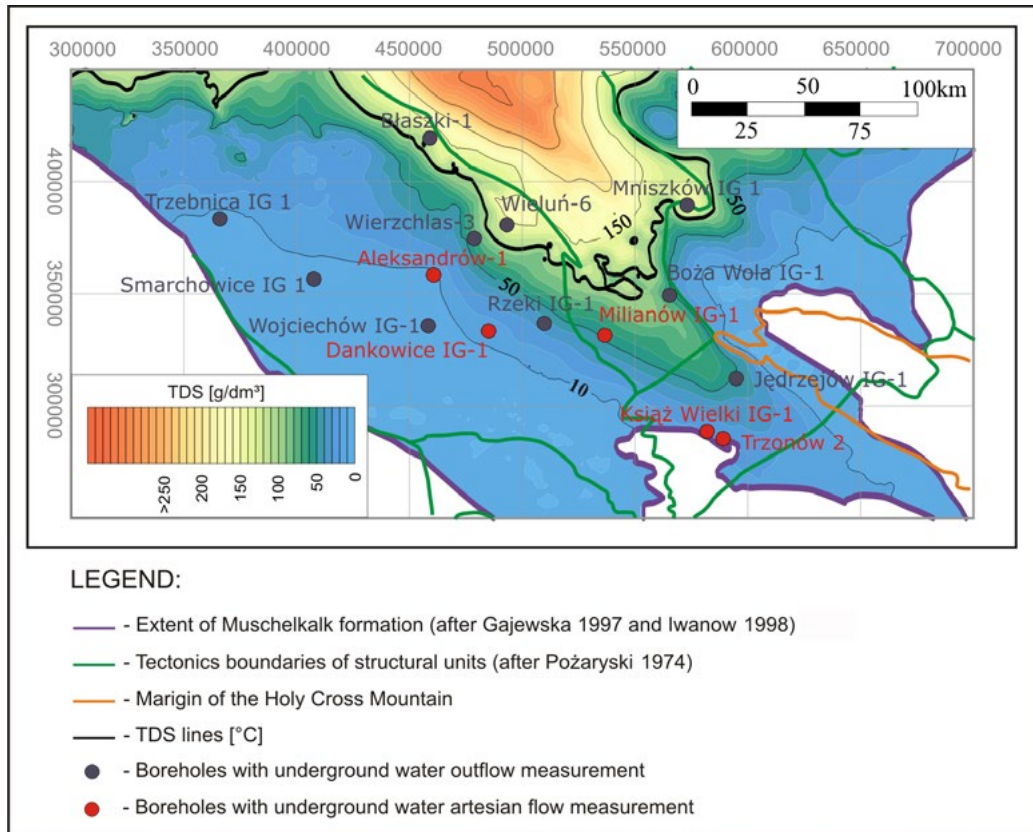 300000 350000 400000 450000 500000 550000 600000 650000 700000
0 50 100km
25 75
400000
350000
300000
Błaszki-1
Trzebnica IG 1
Wierzchlas-3
Wieluń-6
Mniszków IG 1
50
150
Aleksandrów-1
50
Boża Wola IG-1
Smarchowice IG 1
Rzeki IG-1
Milianów IG-1
Wojciechów IG-1
Dankowice IG-1
10
Jędrzejów IG-1
Książ Wielki IG-1
Trzonów 2
TDS [g/dm³]
>250 200 150 100 50 0
LEGEND:
- Extent of Muschelkalk formation (after Gajewska 1997 and Iwanow 1998)
- Tectonics boundaries of structural units (after Pożaryski 1974)
- Marigin of the Holy Cross Mountain
- TDS lines [°C]
- Boreholes with underground water outflow measurement
- Boreholes with underground water artesian flow measurement